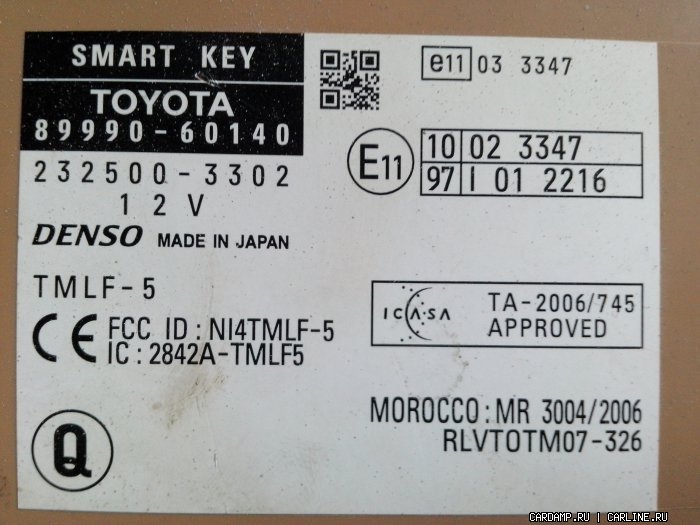 SMART KEY
TOYOTA
89990-60140
232500-3302
12V
DENSO MADE IN JAPAN
TMLF-5
CE FCC ID : NI4TMLF-5
IC : 2842A-TMLF5
Q
e11 03 3347
E11
10 02 3347
97 I 01 2216
ICASA
TA-2006/745
APPROVED
MOROCCO : MR 3004/2006
RLVTOTM07-326
CARDAMP.RU | CARLINE.RU